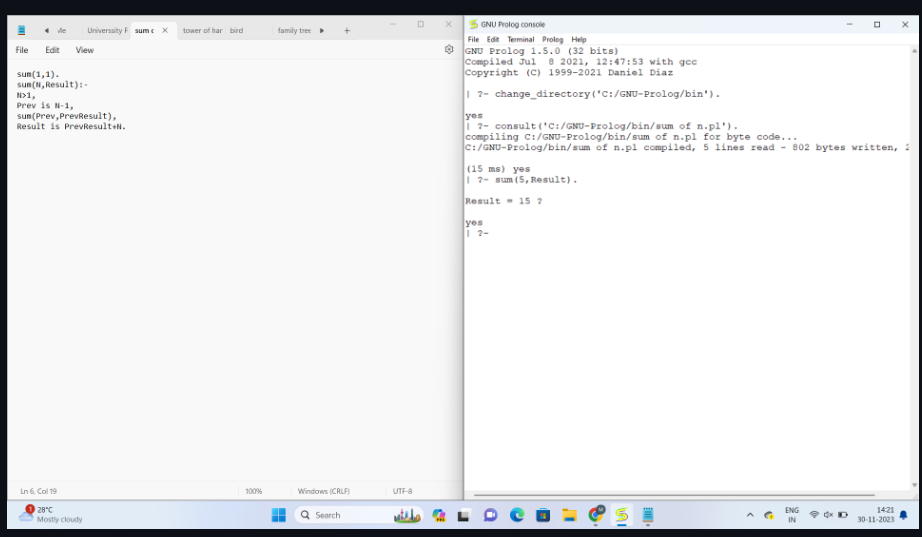 University F
sum c
tower of har
bird
family tree
File Edit View
sum(1,1).
sum(N,Result):-
N>1,
Prev is N-1,
sum(Prev,PrevResult),
Result is PrevResult+N.
Ln 6, Col 19
100%
Windows (CRLF)
UTF-8
GNU Prolog console
File Edit Terminal Prolog Help
GNU Prolog 1.5.0 (32 bits)
Compiled Jul  8 2021, 12:47:53 with gcc
Copyright (C) 1999-2021 Daniel Diaz
| ?- change_directory('C:/GNU-Prolog/bin').
yes
| ?- consult('C:/GNU-Prolog/bin/sum of n.pl').
compiling C:/GNU-Prolog/bin/sum of n.pl for byte code...
C:/GNU-Prolog/bin/sum of n.pl compiled, 5 lines read - 802 bytes written, 2
(15 ms) yes
| ?- sum(5,Result).
Result = 15 ?
yes
| ?-
1
28°C
Mostly cloudy
Search
ENG
IN
14:21
30-11-2023